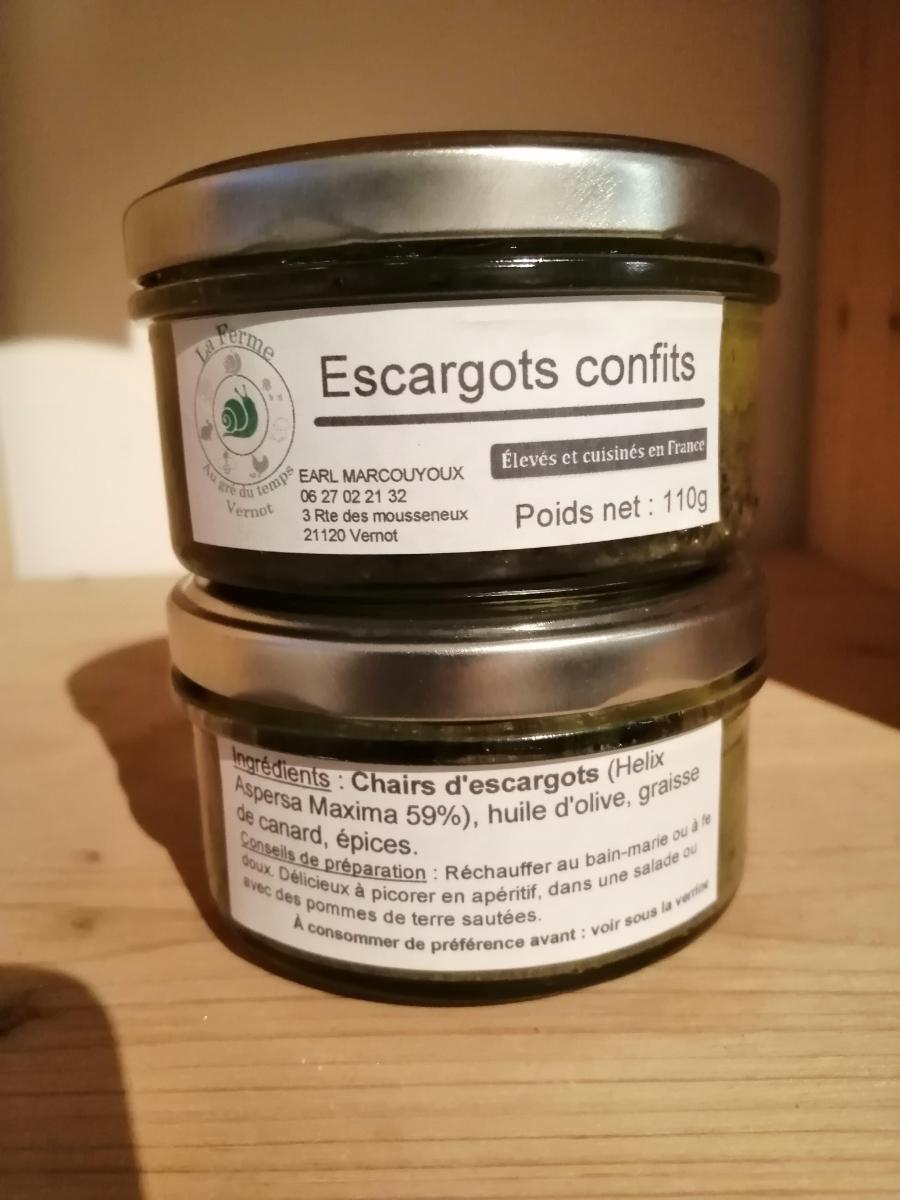 La Ferme
Au gré du temps
Vernot
Escargots confits
Élevés et cuisinés en France
EARL MARCOUYOUX
06 27 02 21 32
3 Rte des mousseneux
21120 Vernot
Poids net : 110g
Ingrédients : Chairs d'escargots (Helix
Aspersa Maxima 59%), huile d'olive, graisse
de canard, épices.
Conseils de préparation : Réchauffer au bain-marie ou à fe
doux. Délicieux à picorer en apéritif, dans une salade ou
avec des pommes de terre sautées.
À consommer de préférence avant : voir sous la verrine